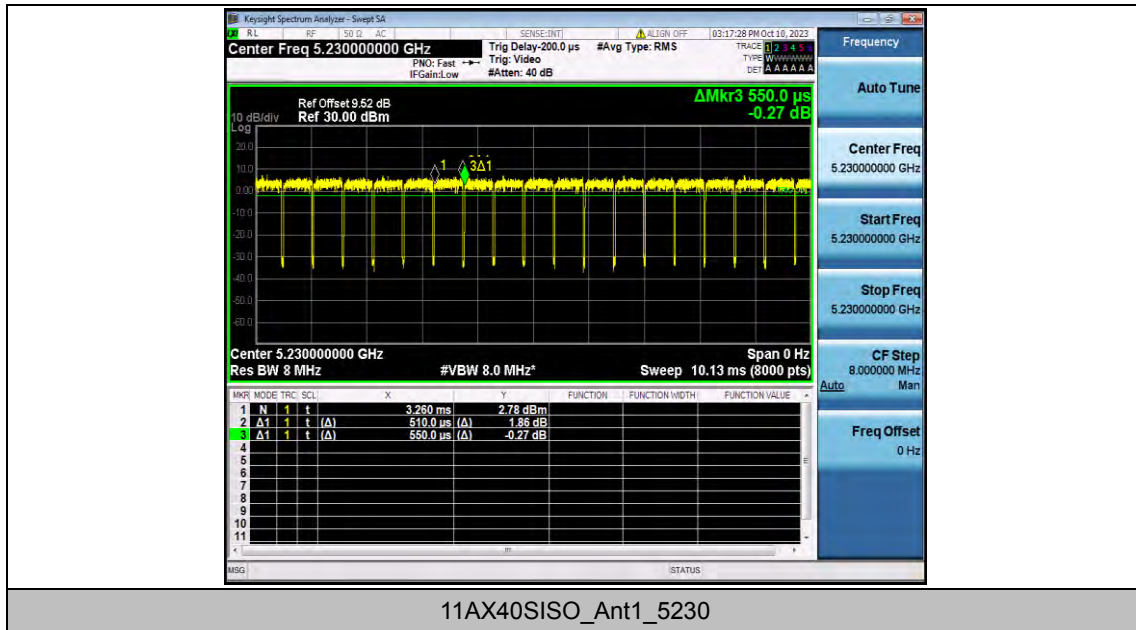 Keysight Spectrum Analyzer - Swept SA
RL RF 50 Ω AC SENSE:INT ALIGN OFF 03:17:28 PM Oct 10, 2023
Center Freq 5.230000000 GHz
PNO: Fast
IFGain:Low
Trig Delay-200.0 µs
Trig: Video
#Atten: 40 dB
#Avg Type: RMS
TRACE 1 2 3 4 5 6
TYPE W
DET A A A A A A
ΔMkr3 550.0 µs
-0.27 dB
Ref Offset 9.52 dB
10 dB/div Ref 30.00 dBm
Log
20.0
10.0
0.00
-10.0
-20.0
-30.0
-40.0
-50.0
-60.0
1
3Δ1
Center 5.230000000 GHz Span 0 Hz
Res BW 8 MHz #VBW 8.0 MHz* Sweep 10.13 ms (8000 pts)
MKR MODE TRC SCL X Y FUNCTION FUNCTION WIDTH FUNCTION VALUE
1 N 1 t 3.260 ms 2.78 dBm
2 Δ1 1 t (Δ) 510.0 µs (Δ) 1.86 dB
3 Δ1 1 t (Δ) 550.0 µs (Δ) -0.27 dB
4
5
6
7
8
9
10
11
MSG STATUS
Frequency
Auto Tune
Center Freq
5.230000000 GHz
Start Freq
5.230000000 GHz
Stop Freq
5.230000000 GHz
CF Step
8.000000 MHz
Auto Man
Freq Offset
0 Hz
11AX40SISO_Ant1_5230